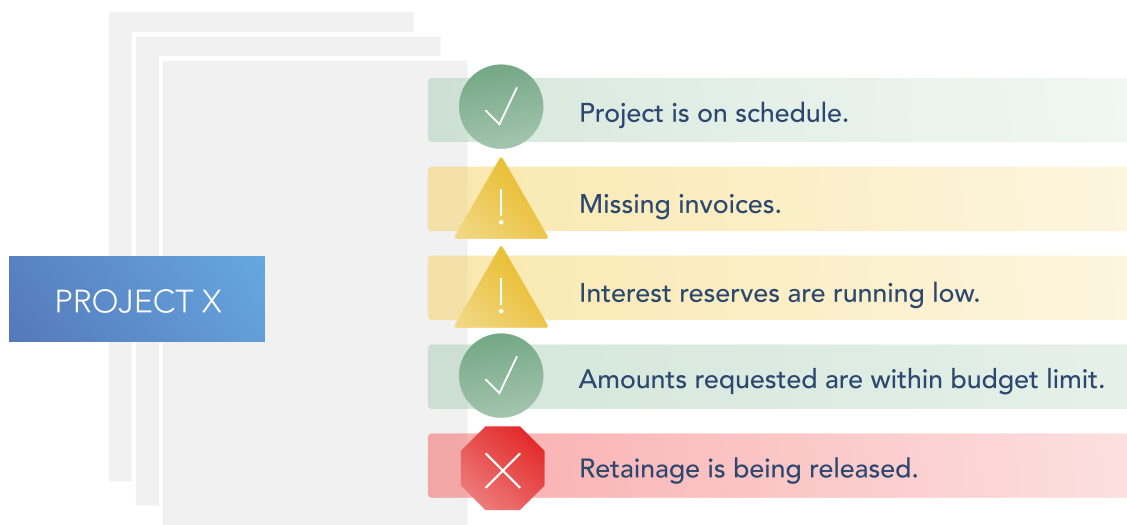 Project is on schedule.
Missing invoices.
Interest reserves are running low.
PROJECT X
Amounts requested are within budget limit.
Retainage is being released.